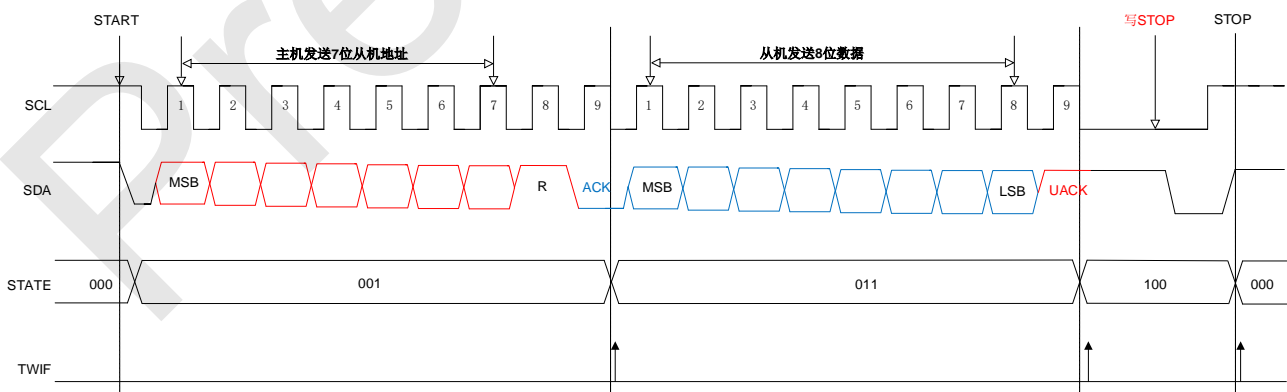 START
写STOP
STOP
主机发送7位从机地址
从机发送8位数据
SCL
1 2 3 4 5 6 7 8 9 1 2 3 4 5 6 7 8 9
SDA
MSB R ACK MSB LSB UACK
STATE
000 001 011 100 000
TWIF
Pre